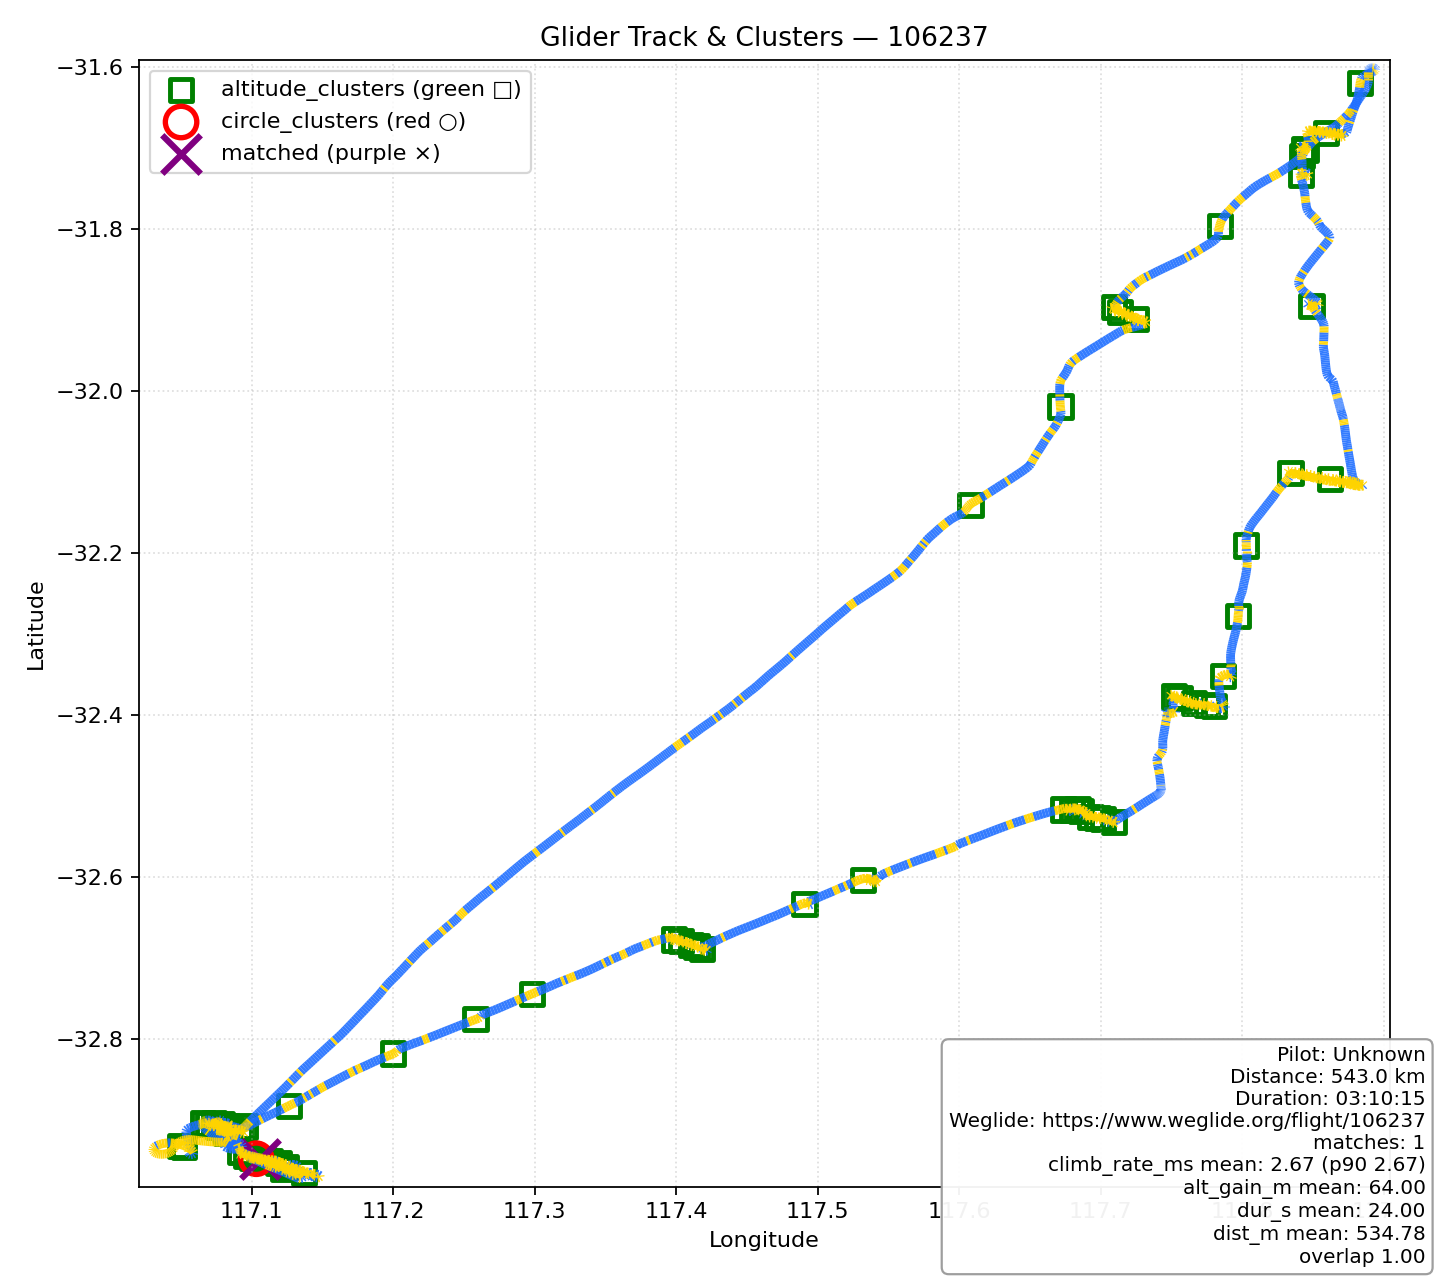 Glider Track & Clusters — 106237
altitude_clusters (green □)
circle_clusters (red ○)
matched (purple ×)
Latitude
−31.6
−31.8
−32.0
−32.2
−32.4
−32.6
−32.8
117.1
117.2
117.3
117.4
117.5
117.6
117.7
Longitude
Pilot: Unknown
Distance: 543.0 km
Duration: 03:10:15
Weglide: https://www.weglide.org/flight/106237
matches: 1
climb_rate_ms mean: 2.67 (p90 2.67)
alt_gain_m mean: 64.00
dur_s mean: 24.00
dist_m mean: 534.78
overlap 1.00